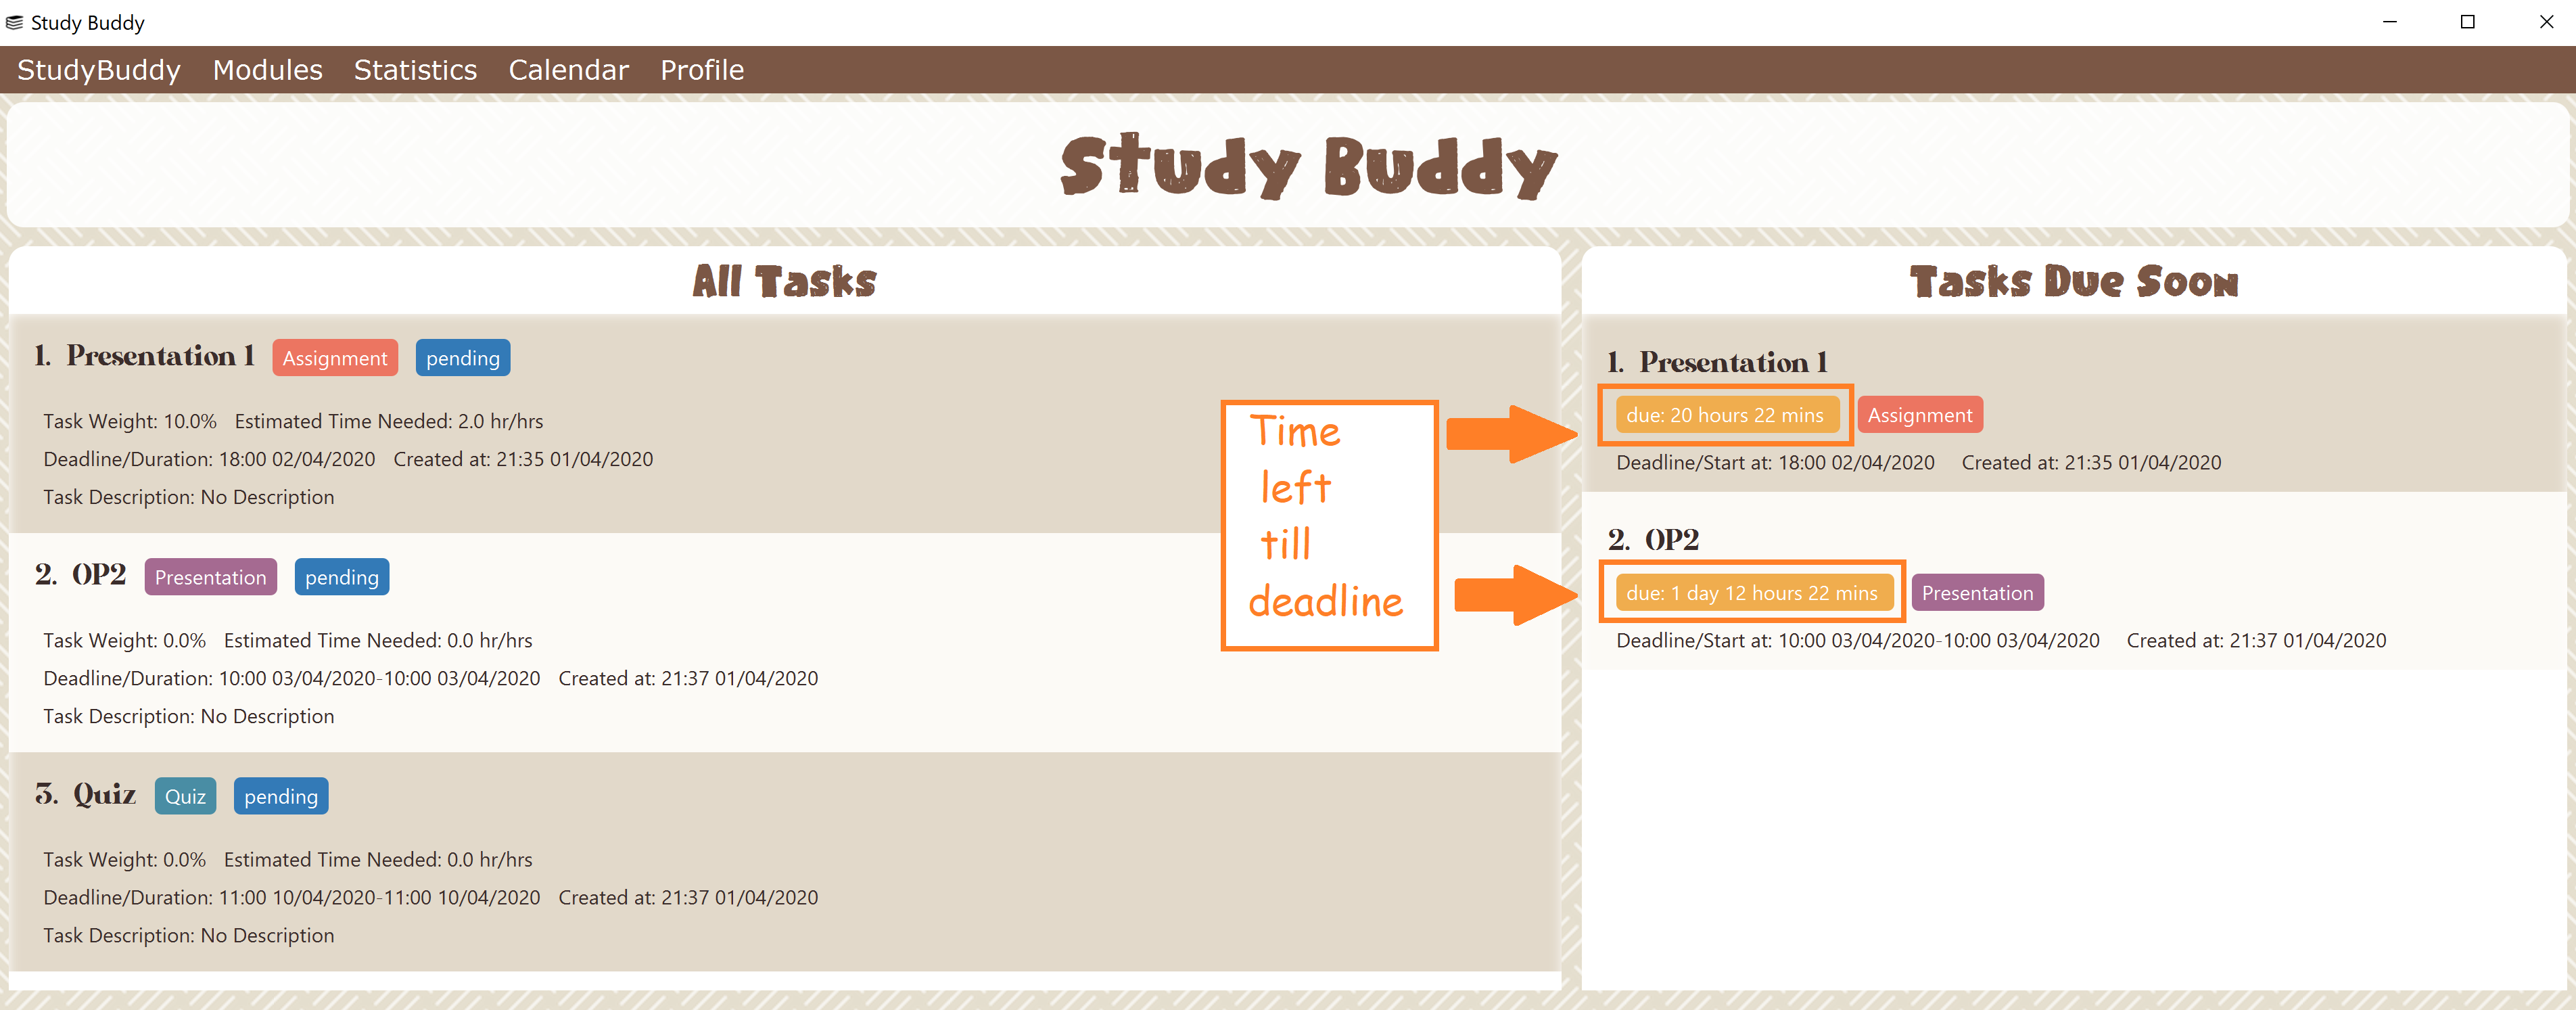 Study Buddy
StudyBuddy Modules Statistics Calendar Profile
Study Buddy
All Tasks
1. Presentation 1 Assignment pending
Task Weight: 10.0% Estimated Time Needed: 2.0 hr/hrs
Deadline/Duration: 18:00 02/04/2020 Created at: 21:35 01/04/2020
Task Description: No Description
2. OP2 Presentation pending
Task Weight: 0.0% Estimated Time Needed: 0.0 hr/hrs
Deadline/Duration: 10:00 03/04/2020-10:00 03/04/2020 Created at: 21:37 01/04/2020
Task Description: No Description
3. Quiz Quiz pending
Task Weight: 0.0% Estimated Time Needed: 0.0 hr/hrs
Deadline/Duration: 11:00 10/04/2020-11:00 10/04/2020 Created at: 21:37 01/04/2020
Task Description: No Description
Time
left
till
deadline
Tasks Due Soon
1. Presentation 1
due: 20 hours 22 mins Assignment
Deadline/Start at: 18:00 02/04/2020 Created at: 21:35 01/04/2020
2. OP2
due: 1 day 12 hours 22 mins Presentation
Deadline/Start at: 10:00 03/04/2020-10:00 03/04/2020 Created at: 21:37 01/04/2020